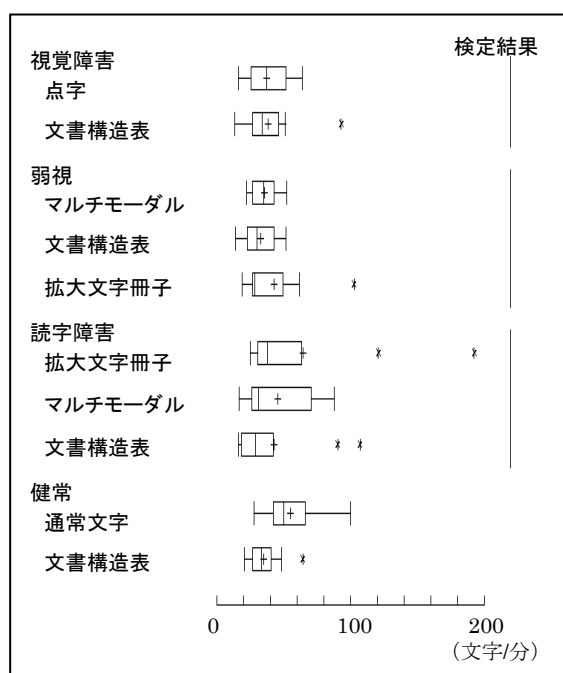 検定結果
視覚障害
点字
文書構造表
弱視
マルチモーダル
文書構造表
拡大文字冊子
読字障害
拡大文字冊子
マルチモーダル
文書構造表
健常
通常文字
文書構造表
0 100 200
(文字/分)